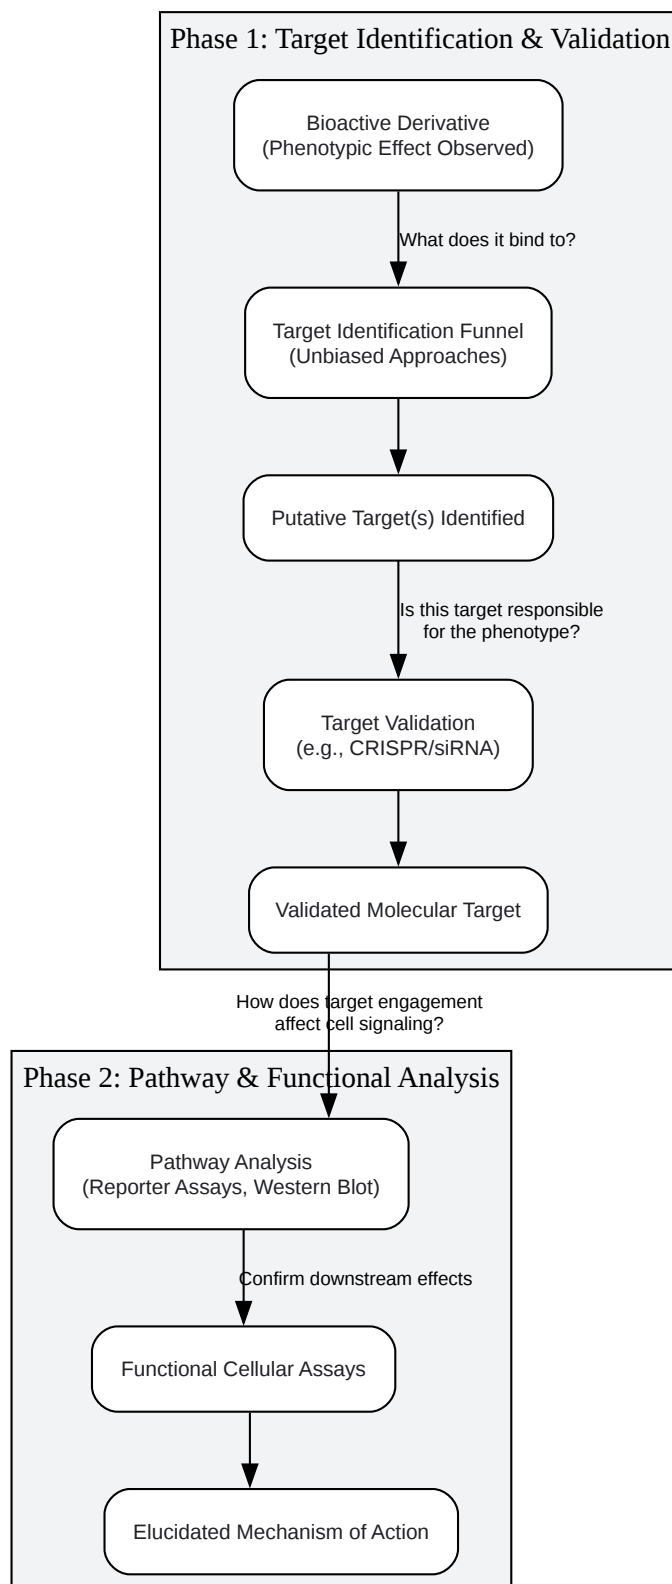 Phase 1: Target Identification & Validation
Bioactive Derivative
(Phenotypic Effect Observed)
What does it bind to?
Target Identification Funnel
(Unbiased Approaches)
Putative Target(s) Identified
Is this target responsible
for the phenotype?
Target Validation
(e.g., CRISPR/siRNA)
Validated Molecular Target
How does target engagement
affect cell signaling?
Phase 2: Pathway & Functional Analysis
Pathway Analysis
(Reporter Assays, Western Blot)
Confirm downstream effects
Functional Cellular Assays
Elucidated Mechanism of Action